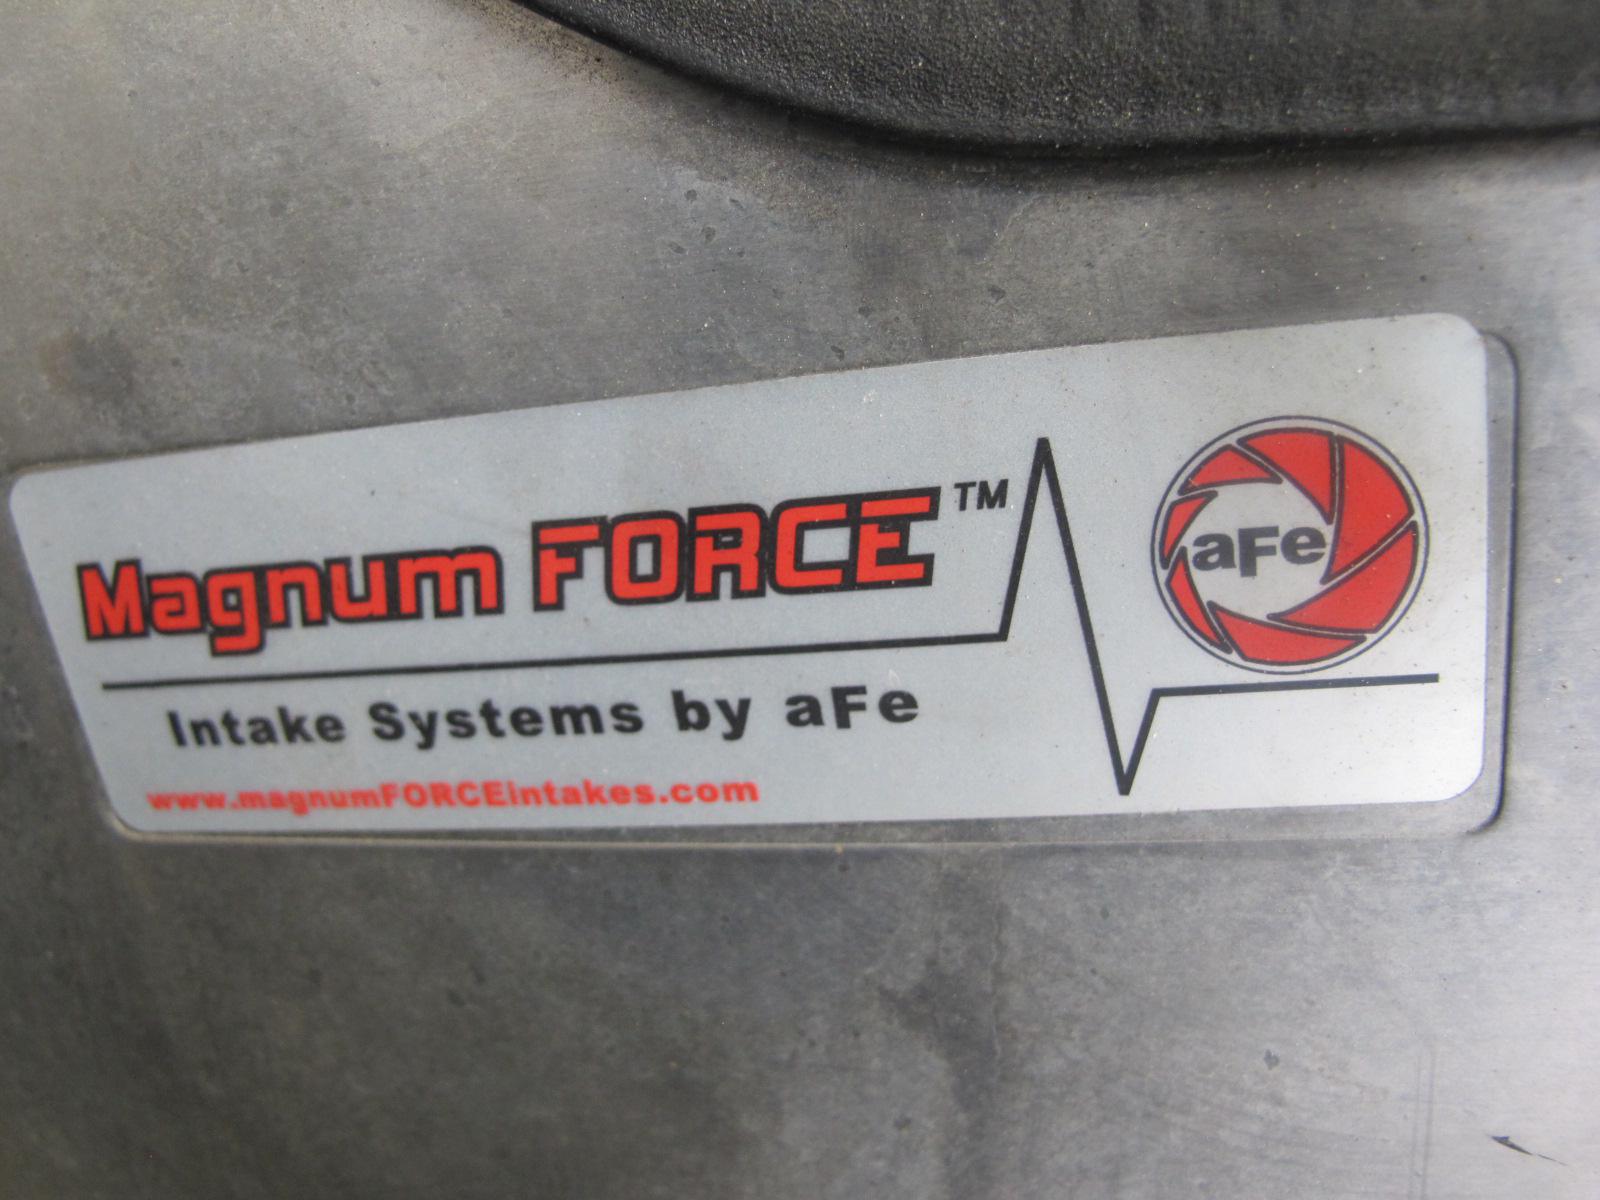 Magnum FORCE™
aFe
Intake Systems by aFe
www.magnumFORCEintakes.com